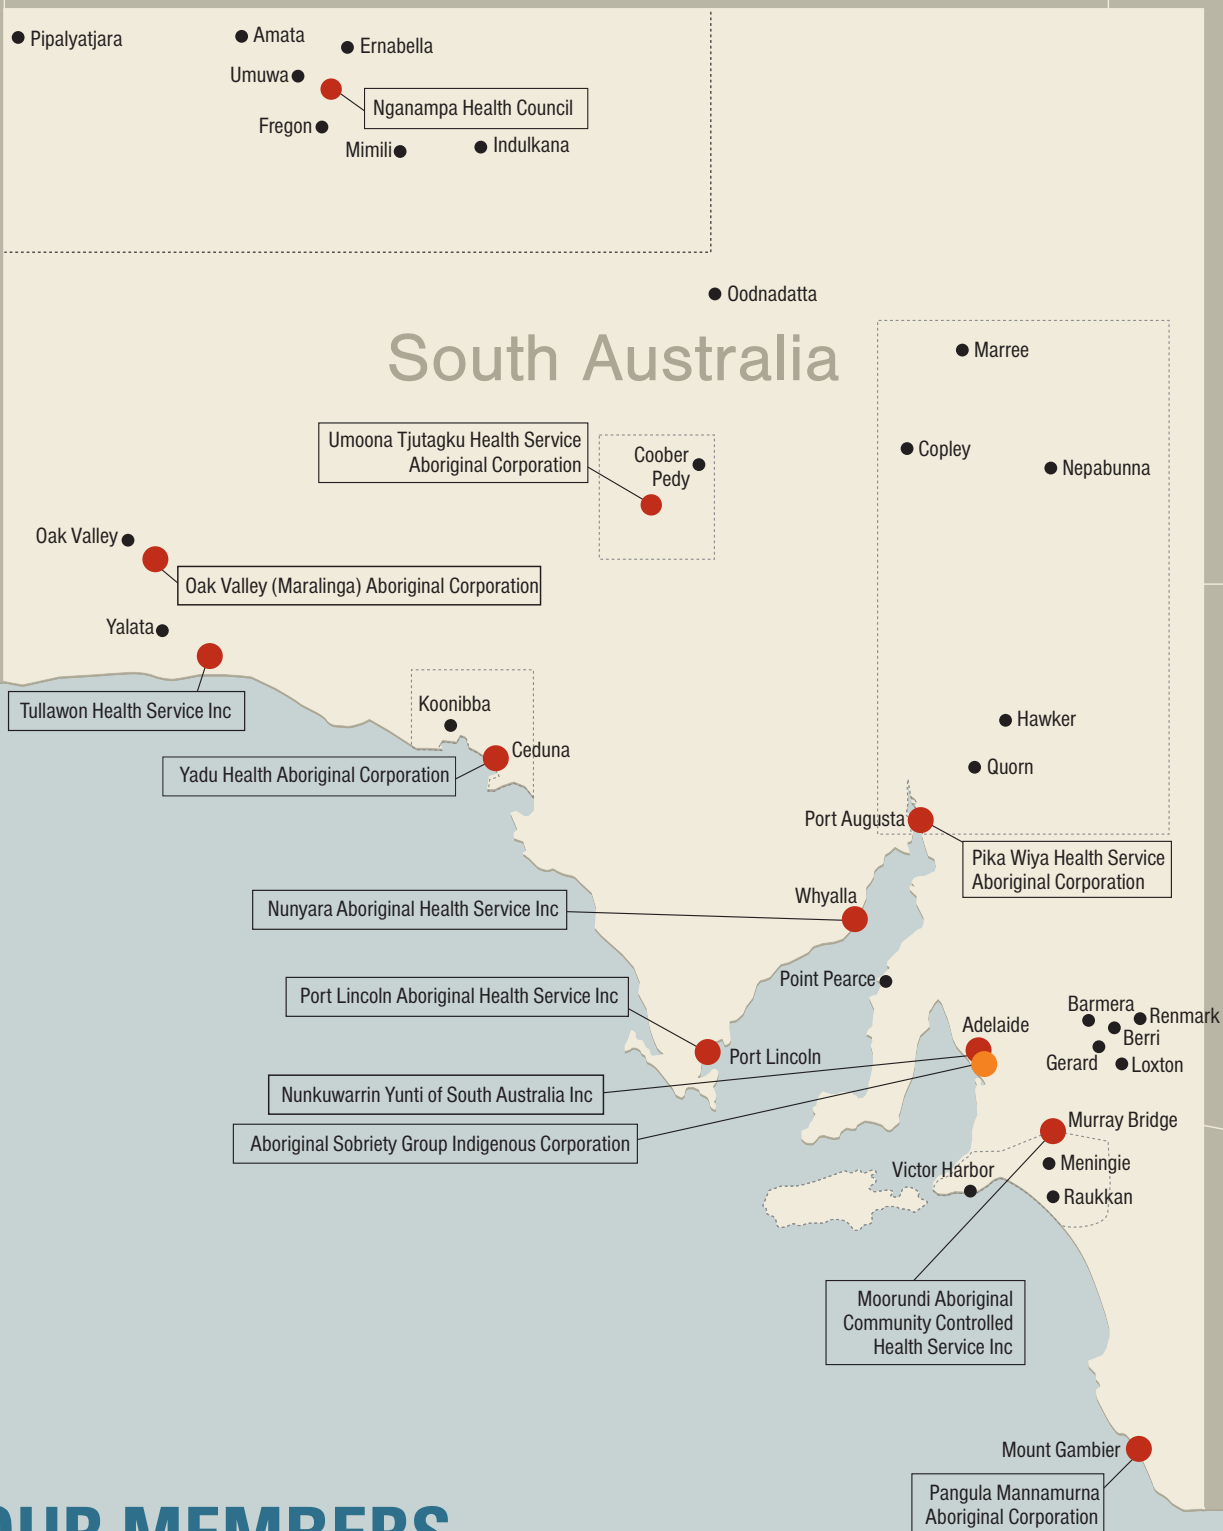 Pipalyatjara
Amata
Ernabella
Umuwa
Nganampa Health Council
Fregon
Mimili
Indulkana
Oodnadatta
South Australia
Marree
Umoona Tjutagku Health Service
Aboriginal Corporation
Coober
Pedy
Copley
Nepabunna
Oak Valley
Oak Valley (Maralinga) Aboriginal Corporation
Yalata
Tullawon Health Service Inc
Koonibba
Ceduna
Yadu Health Aboriginal Corporation
Hawker
Quorn
Port Augusta
Pika Wiya Health Service
Aboriginal Corporation
Whyalla
Nunyara Aboriginal Health Service Inc
Point Pearce
Port Lincoln Aboriginal Health Service Inc
Port Lincoln
Adelaide
Barmera
Renmark
Berri
Gerard
Loxton
Nunkuwarrin Yunti of South Australia Inc
Aboriginal Sobriety Group Indigenous Corporation
Murray Bridge
Meningie
Victor Harbor
Raukkan
Moorundi Aboriginal
Community Controlled
Health Service Inc
Mount Gambier
Pangula Mannamurna
Aboriginal Corporation
OUR MEMBERS